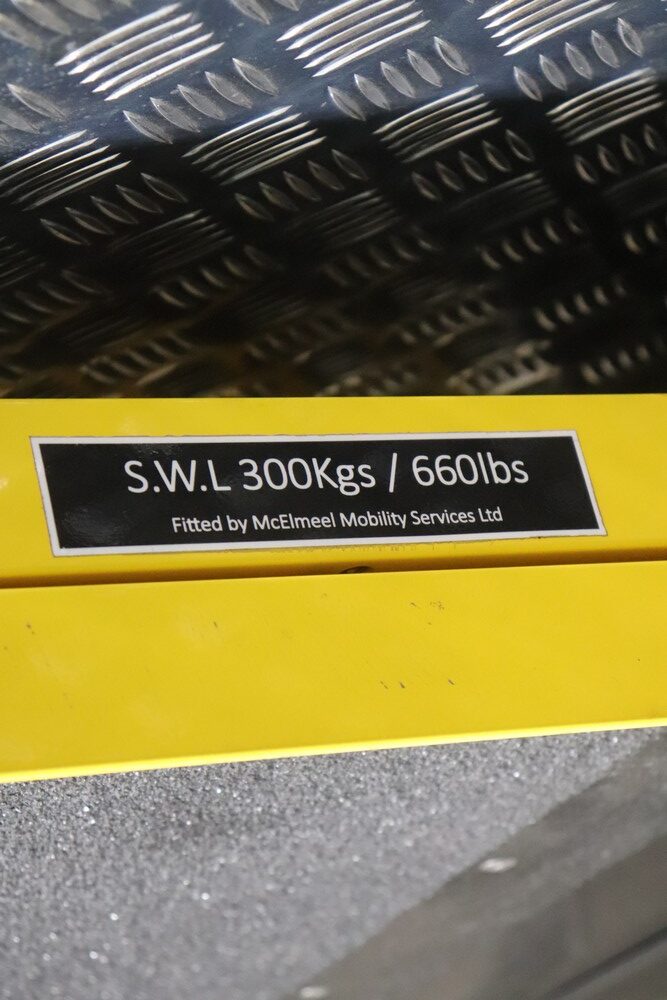 S.W.L 300Kgs / 660lbs
Fitted by McElmeel Mobility Services Ltd